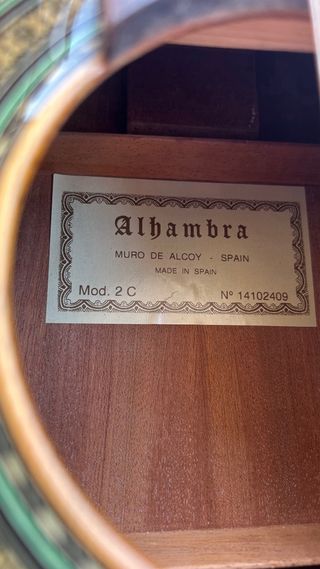 Alhambra
MURO DE ALCOY - SPAIN
MADE IN SPAIN
Mod. 2 C Nº 14102409